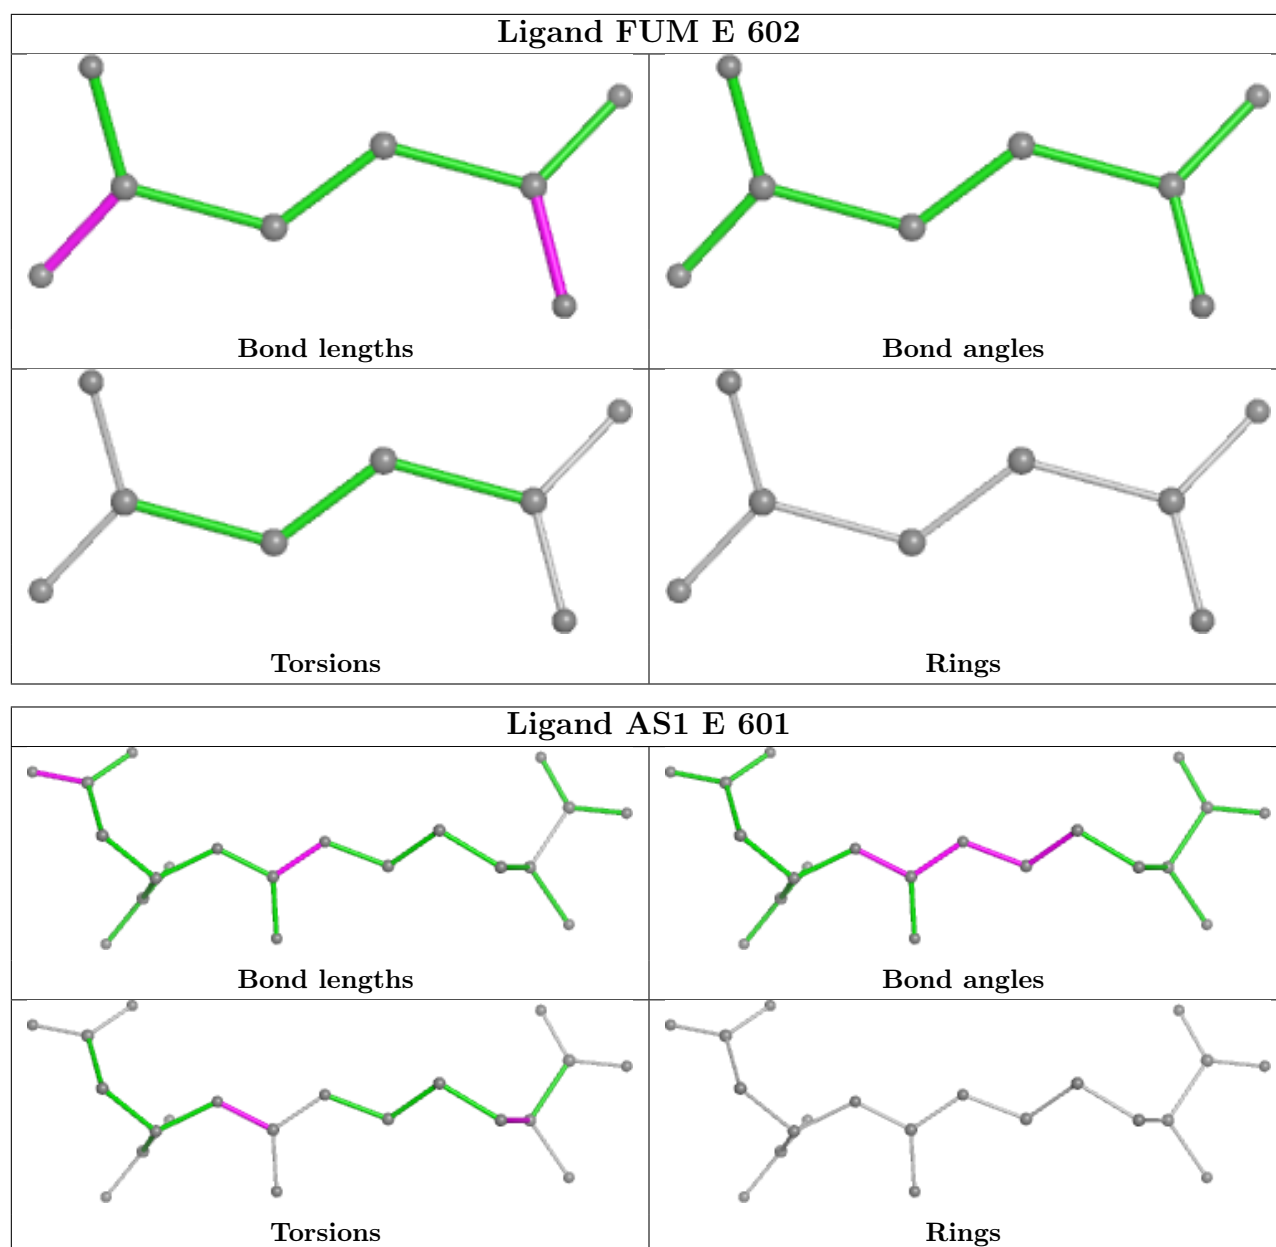 Ligand FUM E 602
Bond lengths
Bond angles
Torsions
Rings
Ligand AS1 E 601
Bond lengths
Bond angles
Torsions
Rings